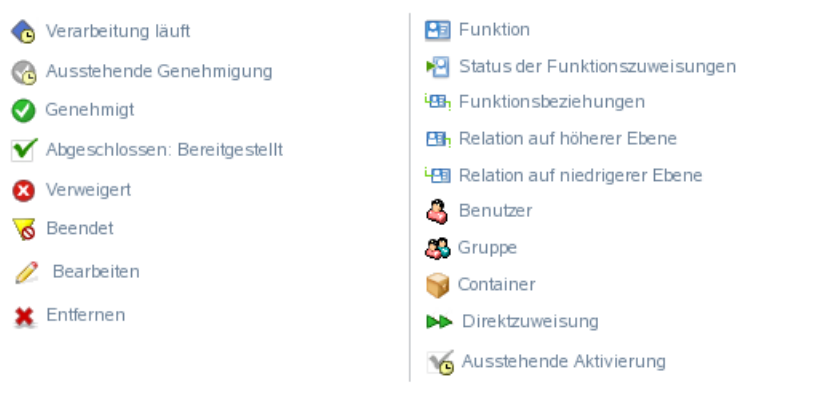 Verarbeitung läuft
Ausstehende Genehmigung
Genehmigt
Abgeschlossen: Bereitgestellt
Verweigert
Beendet
Bearbeiten
Entfernen
Funktion
Status der Funktionszuweisungen
Funktionsbeziehungen
Relation auf höherer Ebene
Relation auf niedrigerer Ebene
Benutzer
Gruppe
Container
Direktzuweisung
Ausstehende Aktivierung